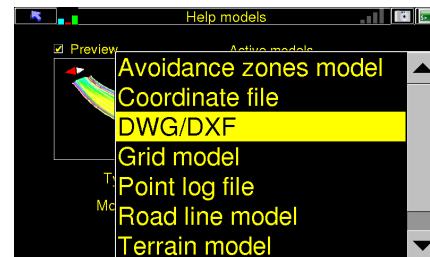 Help models
Preview
Active models
Avoidance zones model
Coordinate file
DWG/DXF
Grid model
Point log file
Road line model
Terrain model